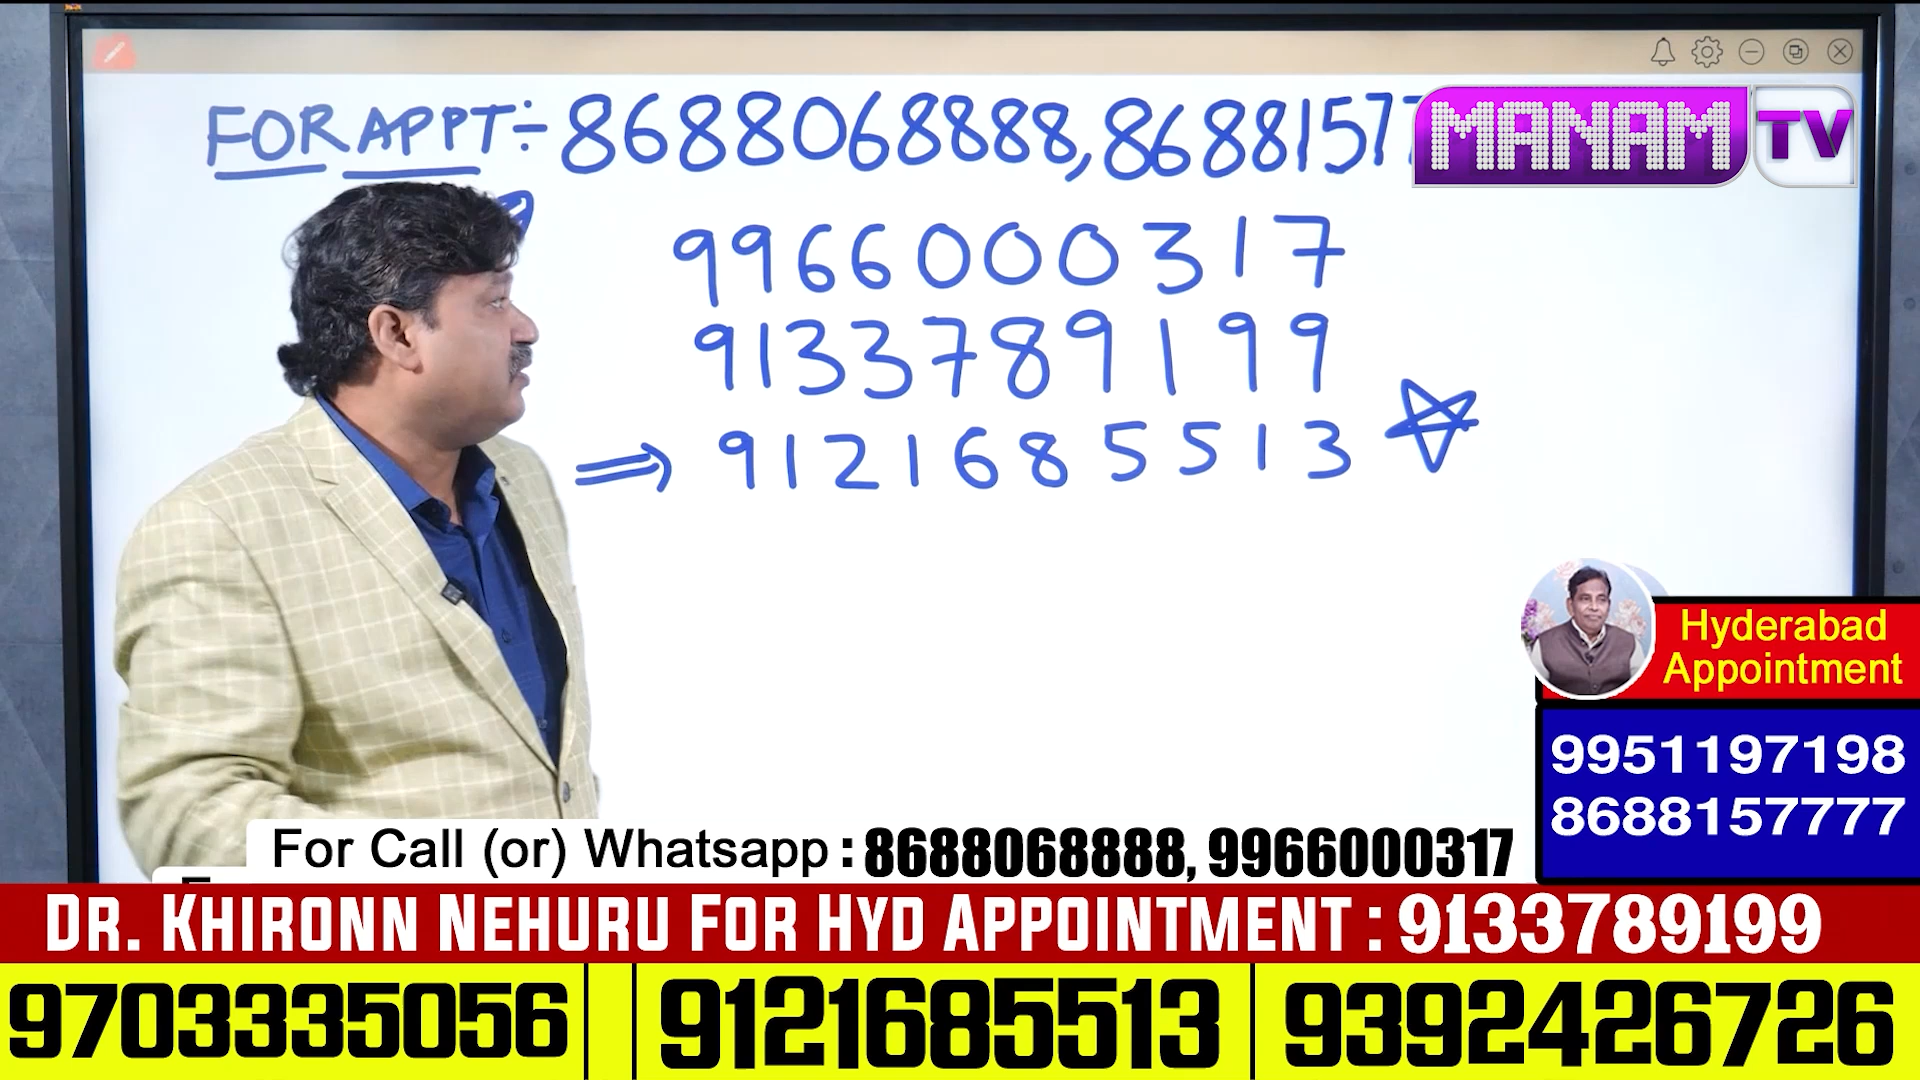 FOR APPT ÷ 8688068888, 86881577
MANAM TV
9966000317
9133789199
⇒ 9121685513
Hyderabad
Appointment
9951197198
8688157777
For Call (or) Whatsapp : 8688068888, 9966000317
DR. KHIRONN NEHURU FOR HYD APPOINTMENT : 9133789199
9703335056
9121685513
9392426726